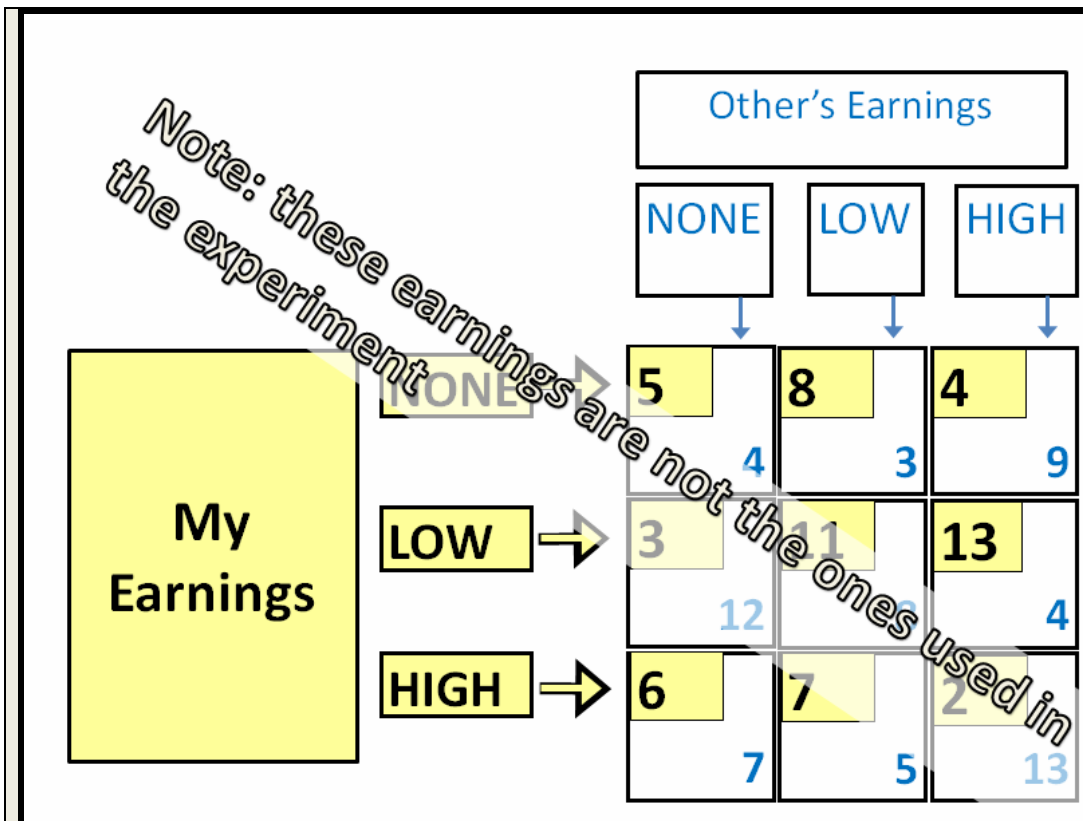 Other's Earnings
NONE LOW HIGH
Note: these earnings are not the ones used in
the experiment
My
Earnings
NONE 5 8 4
4 3 9
LOW 3 11 13
12 4
HIGH 6 7 2
7 5 13